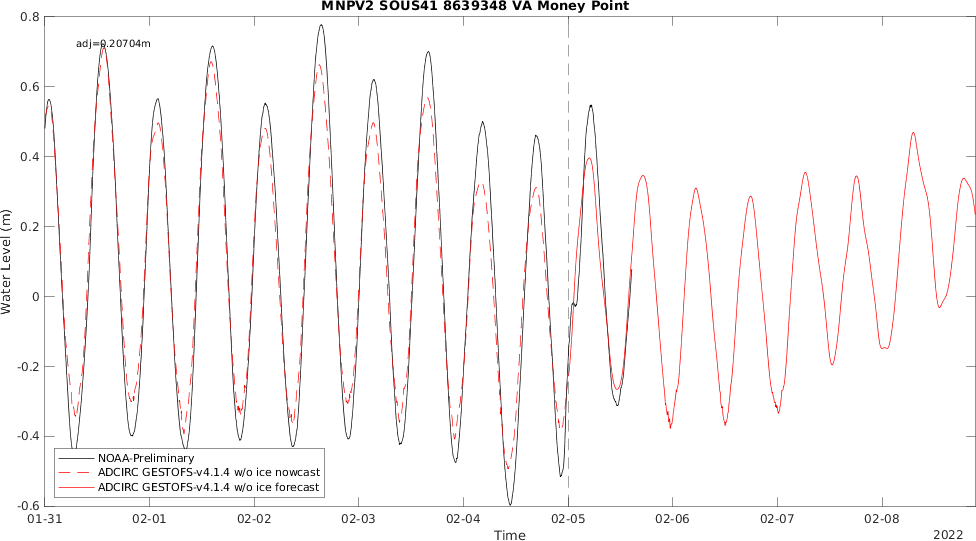 MNPV2 SOUS41 8639348 VA Money Point
adj=0.20704m
0.8
0.6
0.4
0.2
0
-0.2
-0.4
-0.6
Water Level (m)
NOAA-Preliminary
ADCIRC GESTOFS-v4.1.4 w/o ice nowcast
ADCIRC GESTOFS-v4.1.4 w/o ice forecast
01-31 02-01 02-02 02-03 02-04 02-05 02-06 02-07 02-08
Time
2022